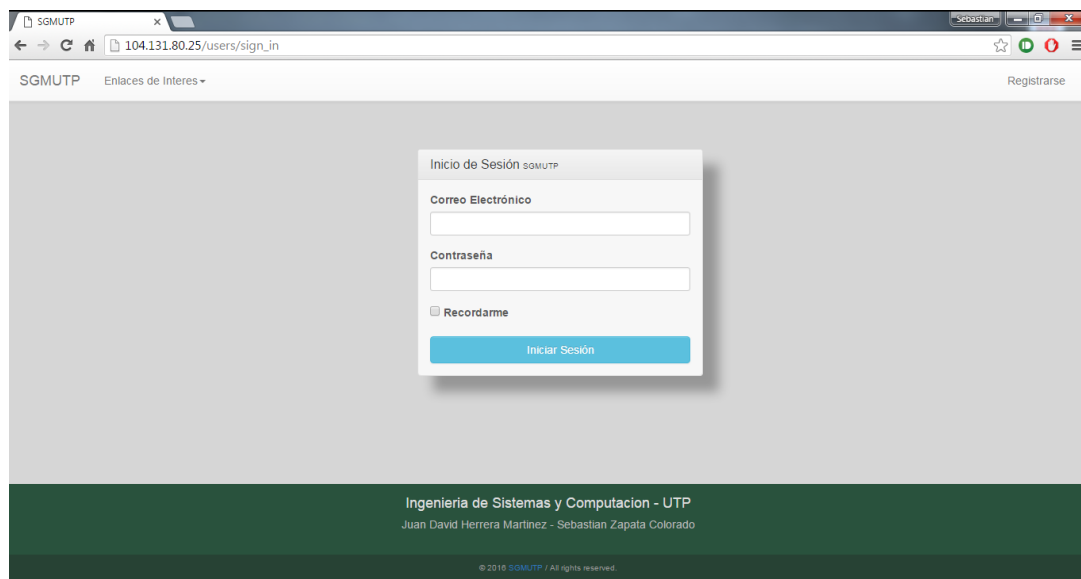 SGMUTP
Sebastian
104.131.80.25/users/sign_in
SGMUTP Enlaces de Interes Registrarse
Inicio de Sesión SGMUTP
Correo Electrónico
Contraseña
Recordarme
Iniciar Sesión
Ingenieria de Sistemas y Computacion - UTP
Juan David Herrera Martinez - Sebastian Zapata Colorado
© 2016 SGMUTP / All rights reserved.